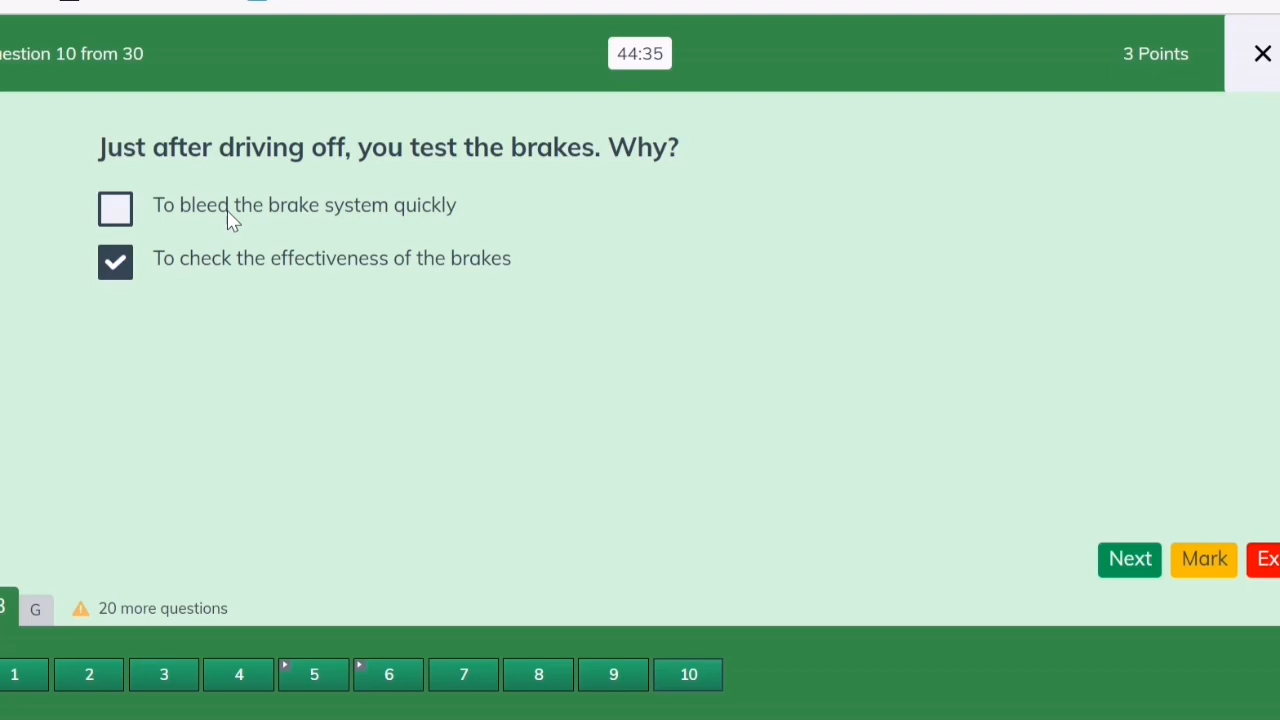 estion 10 from 30
44:35
3 Points
Just after driving off, you test the brakes. Why?
To bleed the brake system quickly
To check the effectiveness of the brakes
Next
Mark
Ex
G
20 more questions
1
2
3
4
5
6
7
8
9
10